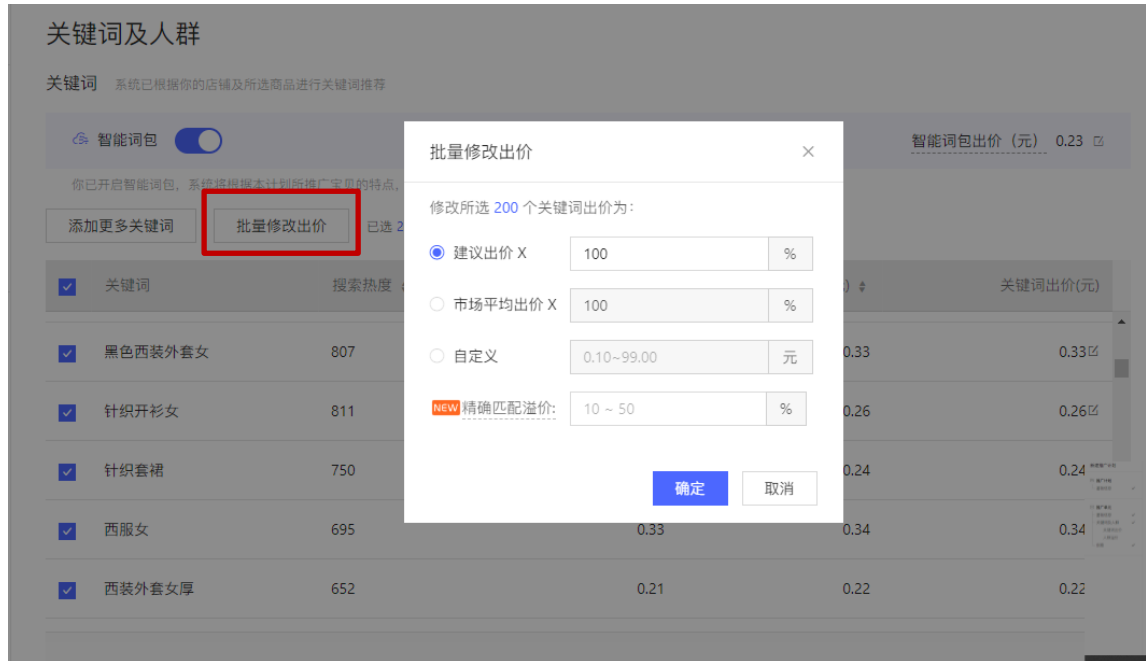 关键词及人群
关键词 系统已根据你的店铺及所选商品进行关键词推荐
智能词包
智能词包出价（元） 0.23
你已开启智能词包，系统将根据本计划所推广宝贝的特点，
添加更多关键词 批量修改出价 已选 2
关键词 搜索热度 关键词出价(元)
黑色西装外套女 807 0.33 0.33
针织开衫女 811 0.26 0.26
针织套裙 750 0.24 0.24
西服女 695 0.33 0.34 0.34
西装外套女厚 652 0.21 0.22 0.22
批量修改出价
修改所选 200 个关键词出价为：
建议出价 X 100 %
市场平均出价 X 100 %
自定义 0.10~99.00 元
NEW 精确匹配溢价: 10 ~ 50 %
确定 取消